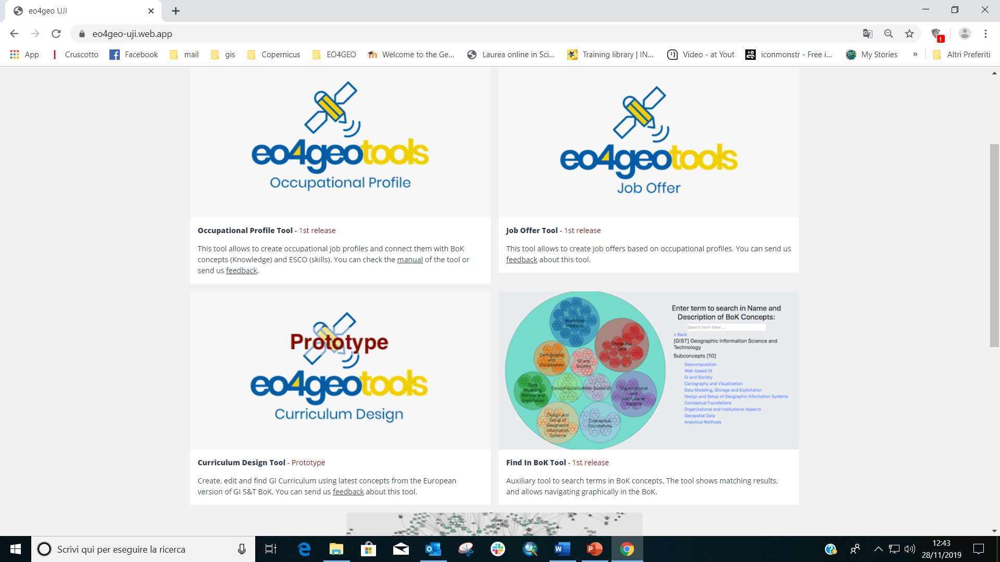 eo4geo UJI
eo4geo-uji.web.app
App
Cruscotto
Facebook
mail
gis
Copernicus
EO4GEO
Welcome to the Ge...
Laurea online in Sci...
Training library | IN...
Video - at Yout
iconmonstr - Free i...
My Stories
»
Altri Preferiti
eo4geotools
Occupational Profile
eo4geotools
Job Offer
Occupational Profile Tool - 1st release
This tool allows to create occupational job profiles and connect them with BoK
concepts (Knowledge) and ESCO (skills). You can check the manual of the tool or
send us feedback.
Job Offer Tool - 1st release
This tool allows to create job offers based on occupational profiles. You can send us
feedback about this tool.
Prototype
eo4geotools
Curriculum Design
Analytical
Methods
Geospatial
Data
Cartography
and
Visualization
GI and
Society
Data
Modeling,
Storage and
Exploitation
Geocomputation
Web-based GI
Organizational
and
Institutional
Aspects
Design and
Setup of
Geographic
Information
Systems
Conceptual
Foundations
Enter term to search in Name and
Description of BoK Concepts:
Search term here ...
< Back
[GIST] Geographic Information Science and
Technology
Subconcepts [10]
Geocomputation
Web-based GI
GI and Society
Cartography and Visualization
Data Modeling, Storage and Exploitation
Design and Setup of Geographic Information Systems
Conceptual Foundations
Organizational and Institutional Aspects
Geospatial Data
Analytical Methods
Curriculum Design Tool - Prototype
Create, edit and find GI Curriculum using latest concepts from the European
version of GI S&T BoK. You can send us feedback about this tool.
Find In BoK Tool - 1st release
Auxiliary tool to search terms in BoK concepts. The tool shows matching results,
and allows navigating graphically in the BoK.
Scrivi qui per eseguire la ricerca
12:43
28/11/2019